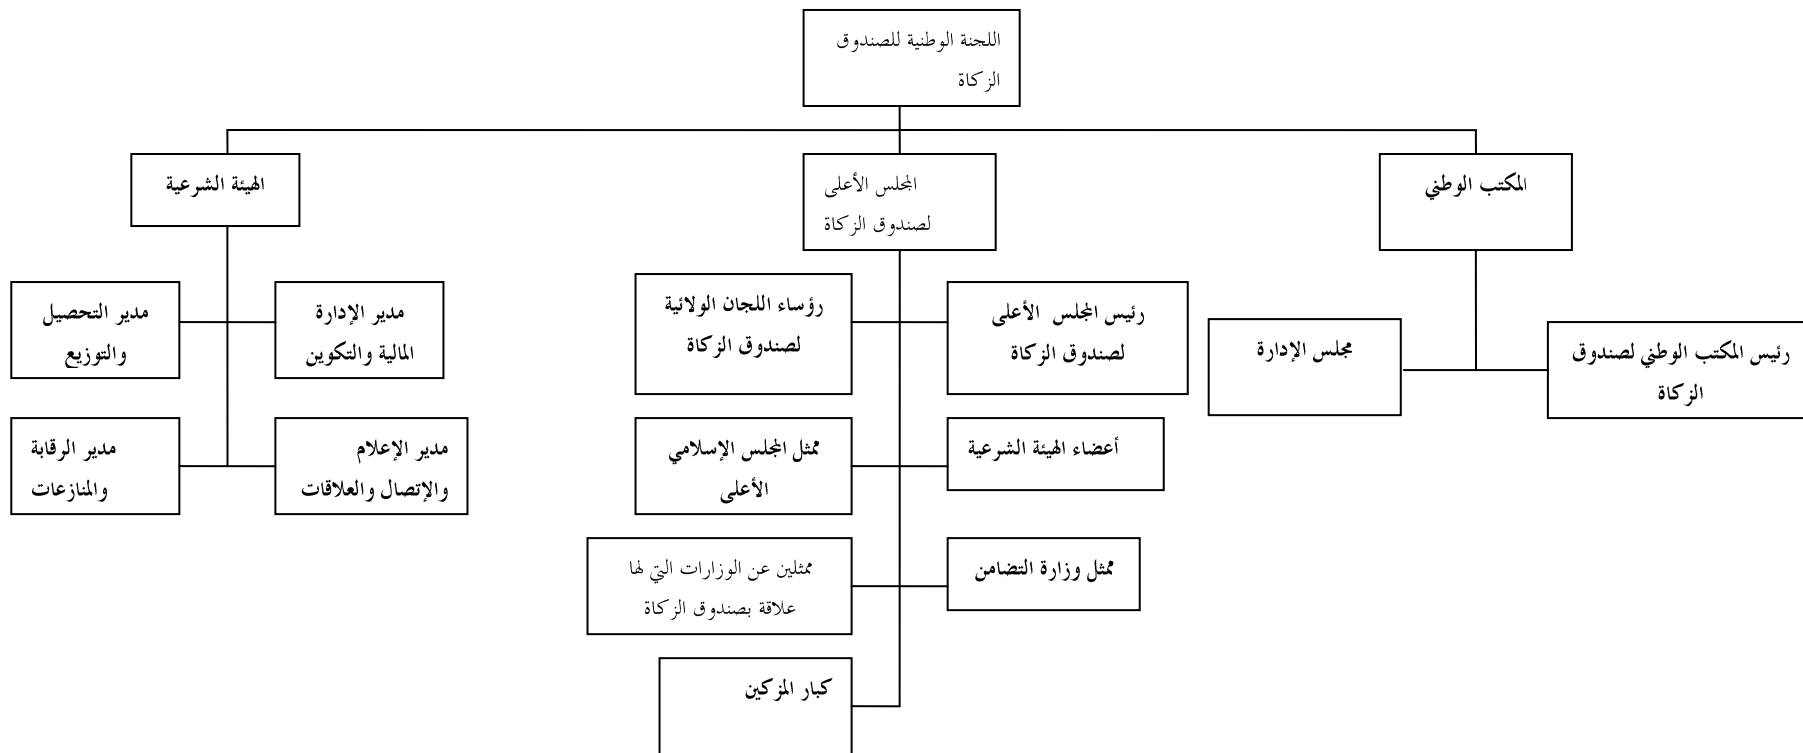 اللجنة الوطنية للصندوق
الزكاة
المكتب الوطني
المجلس الأعلى
لصندوق الزكاة
الهيئة الشرعية
رئيس المكتب الوطني لصندوق
الزكاة
مجلس الإدارة
رئيس المجلس الأعلى
لصندوق الزكاة
رؤساء اللجان الولائية
لصندوق الزكاة
أعضاء الهيئة الشرعية
ممثل المجلس الإسلامي
الأعلى
ممثل وزارة التضامن
ممثلين عن الوزارات التي لها
علاقة بصندوق الزكاة
كبار المزكين
مدير الإدارة
المالية والتكوين
مدير التحصيل
والتوزيع
مدير الإعلام
والإتصال والعلاقات
مدير الرقابة
والمنازعات